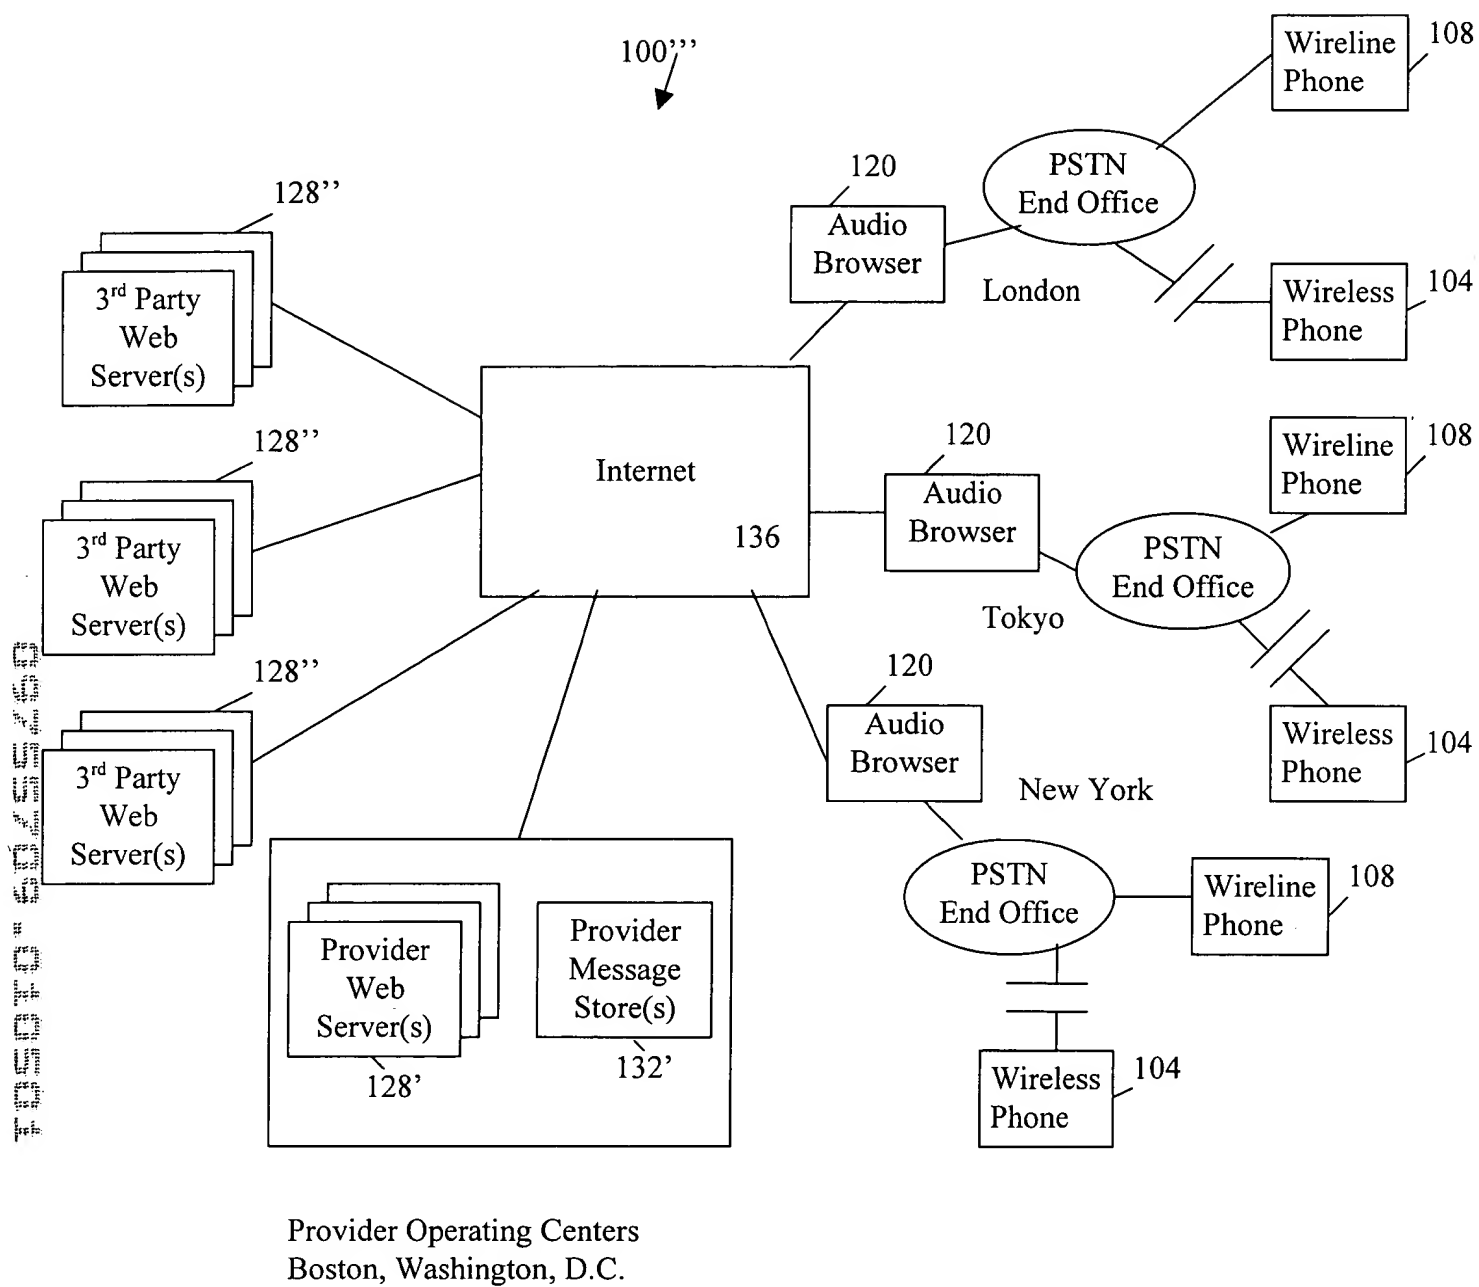 100’’’
Wireline
Phone
108
PSTN
End Office
120
Audio
Browser
London
Wireless
Phone
104
128’’
3rd Party
Web
Server(s)
Internet
136
120
Audio
Browser
Wireline
Phone
108
PSTN
End Office
Tokyo
Wireless
Phone
104
128’’
3rd Party
Web
Server(s)
120
Audio
Browser
New York
128’’
3rd Party
Web
Server(s)
PSTN
End Office
Wireline
Phone
108
Wireless
Phone
104
Provider
Web
Server(s)
128'
Provider
Message
Store(s)
132'
Provider Operating Centers
Boston, Washington, D.C.